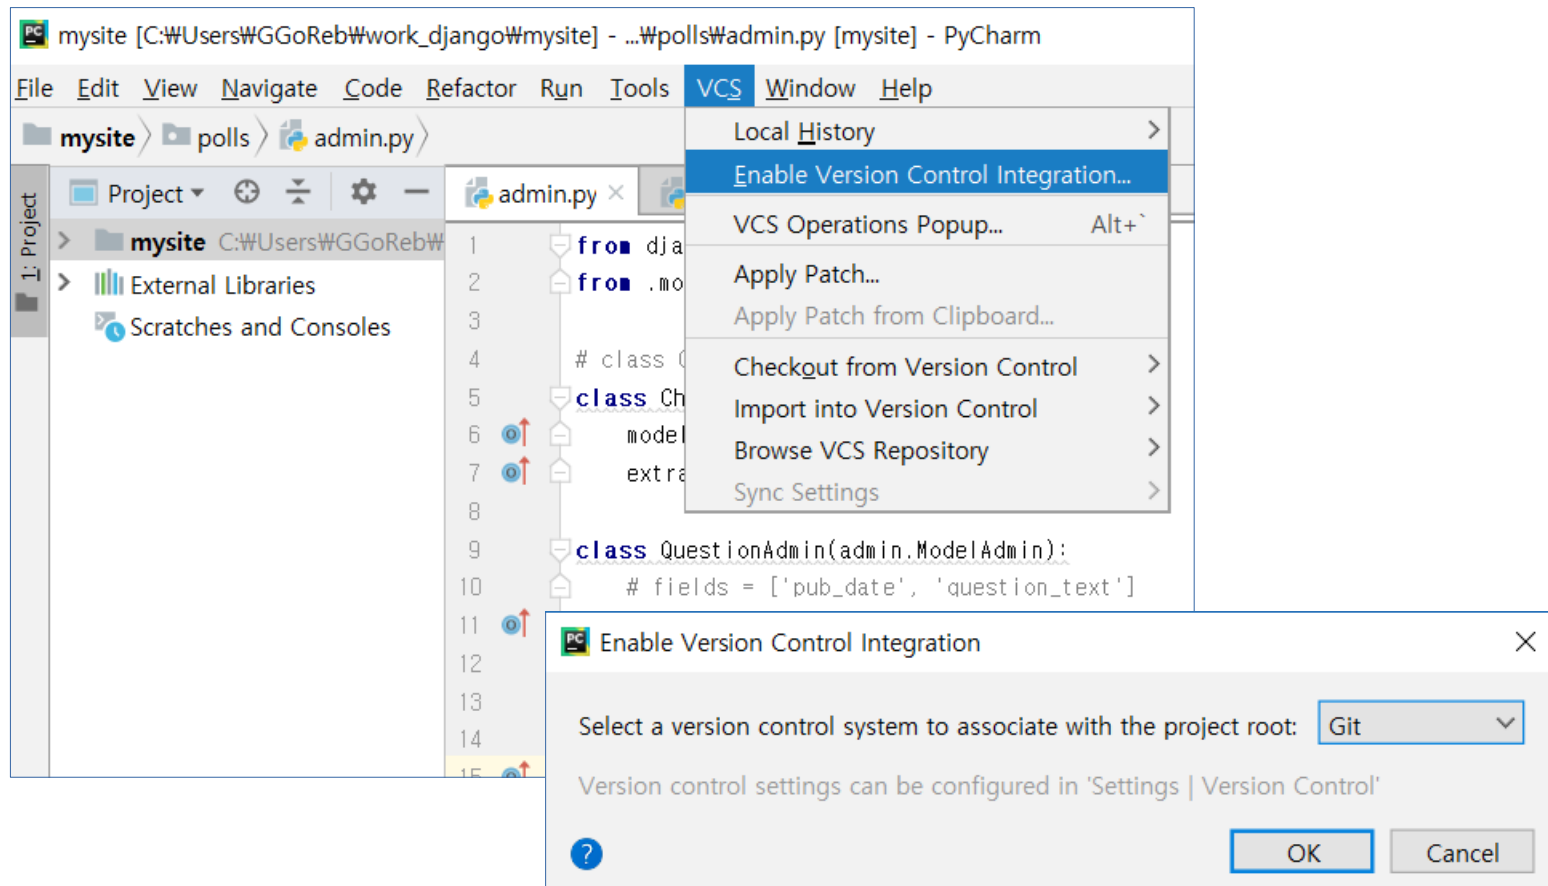 mysite [C:₩Users₩GGoReb₩work_django₩mysite] - ...₩polls₩admin.py [mysite] - PyCharm
File Edit View Navigate Code Refactor Run Tools VCS Window Help
mysite polls admin.py
Local History
Enable Version Control Integration...
VCS Operations Popup... Alt+`
Apply Patch...
Apply Patch from Clipboard...
Checkout from Version Control
Import into Version Control
Browse VCS Repository
Sync Settings
1: Project
Project
mysite C:₩Users₩GGoReb₩
External Libraries
Scratches and Consoles
admin.py
1 from dja
2 from .mo
3
4 # class
5 class Ch
6 model
7 extra
8
9 class QuestionAdmin(admin.ModelAdmin):
10 # fields = ['pub_date', 'question_text']
11
12
13
14
15
Enable Version Control Integration
Select a version control system to associate with the project root: Git
Version control settings can be configured in 'Settings | Version Control'
? OK Cancel